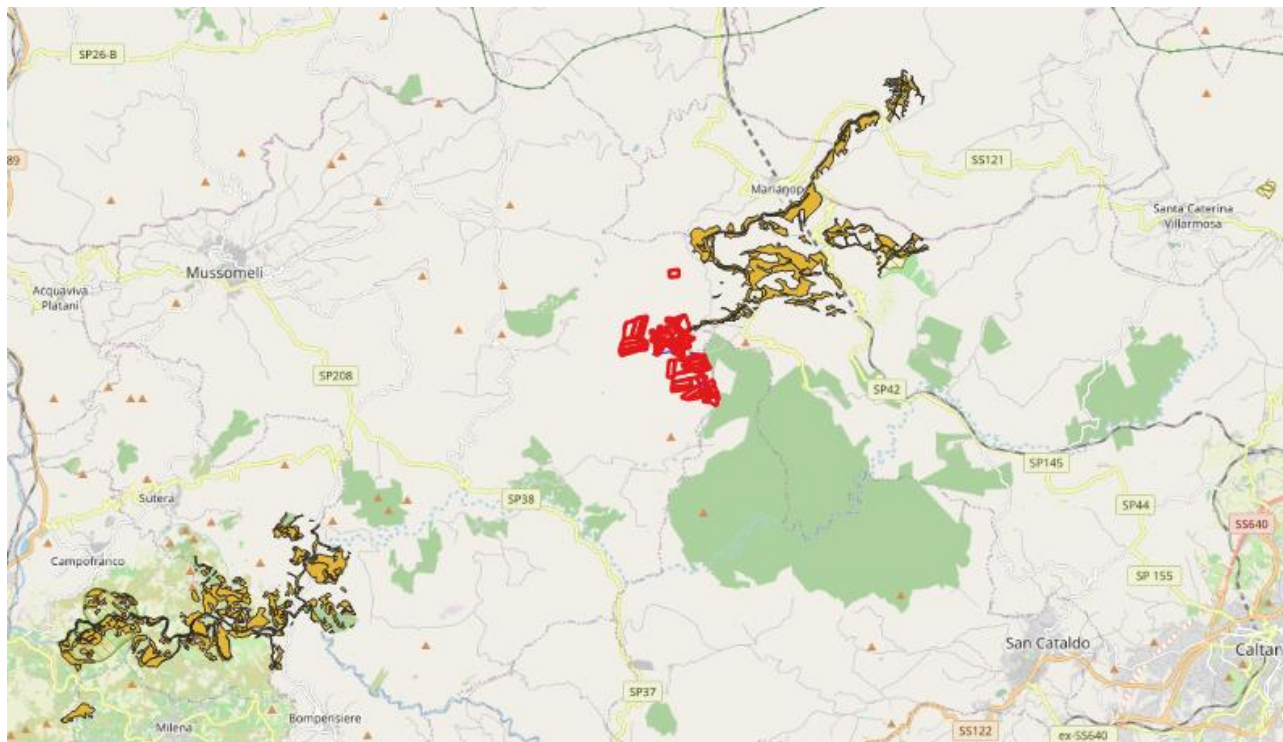 SP26-B
89
SS121
Marianop
Santa Caterina
Villarmosa
Mussomeli
Acquaviva
Platani
SP208
SP42
SP145
SP38
Sutera
SP44
SS640
Campofranco
SP 155
San Cataldo
Caltan
SP37
Bompensiere
Milena
SS122
ex-SS640